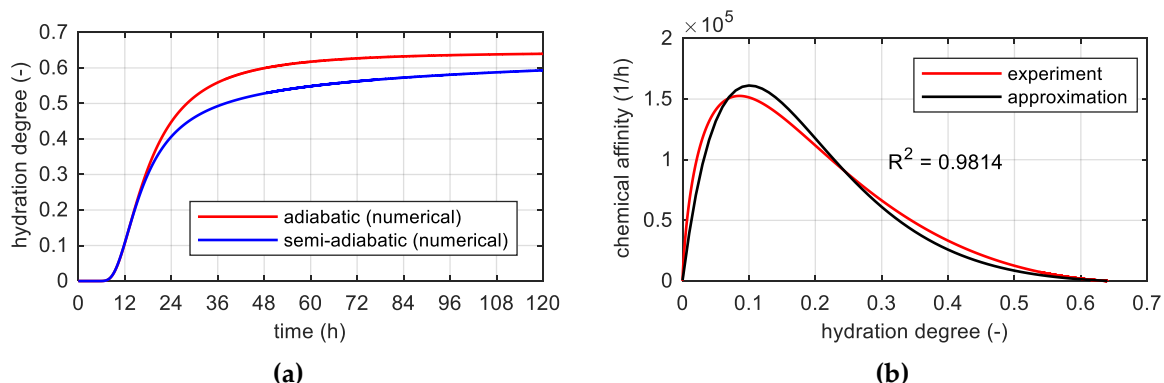 0.7
0.6
0.5
0.4
0.3
0.2
0.1
0
hydration degree (-)
adiabatic (numerical)
semi-adiabatic (numerical)
0 12 24 36 48 60 72 84 96 108 120
time (h)
(a)
×10⁵
2
1.5
1
0.5
0
chemical affinity (1/h)
experiment
approximation
R² = 0.9814
0 0.1 0.2 0.3 0.4 0.5 0.6 0.7
hydration degree (-)
(b)